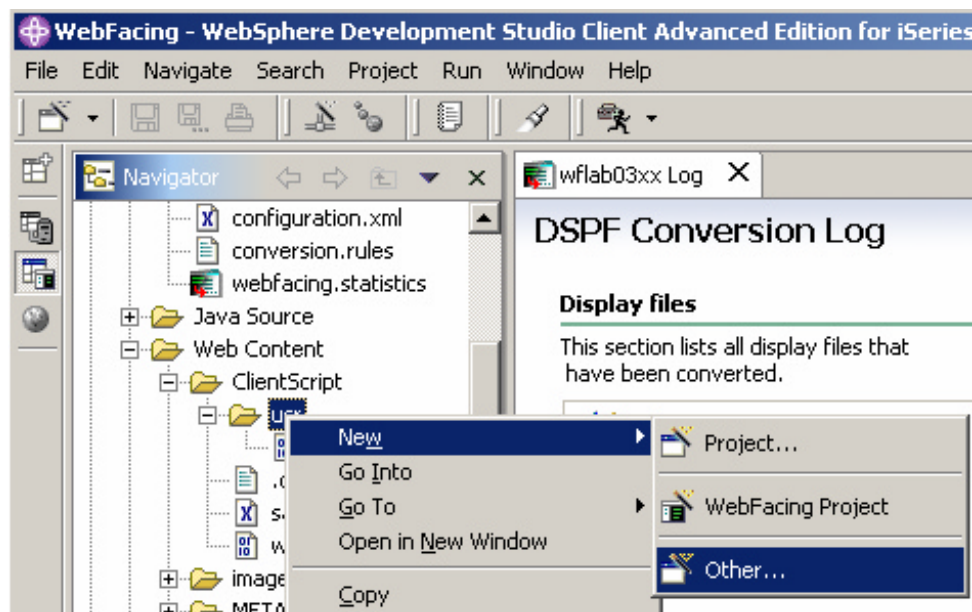 WebFacing - WebSphere Development Studio Client Advanced Edition for iSeries
File Edit Navigate Search Project Run Window Help
Navigator
configuration.xml
conversion.rules
webfacing.statistics
Java Source
Web Content
ClientScript
usr
wflab03xx Log
DSPF Conversion Log
Display files
This section lists all display files that
have been converted.
New
Go Into
Go To
Open in New Window
Copy
Project...
WebFacing Project
Other...